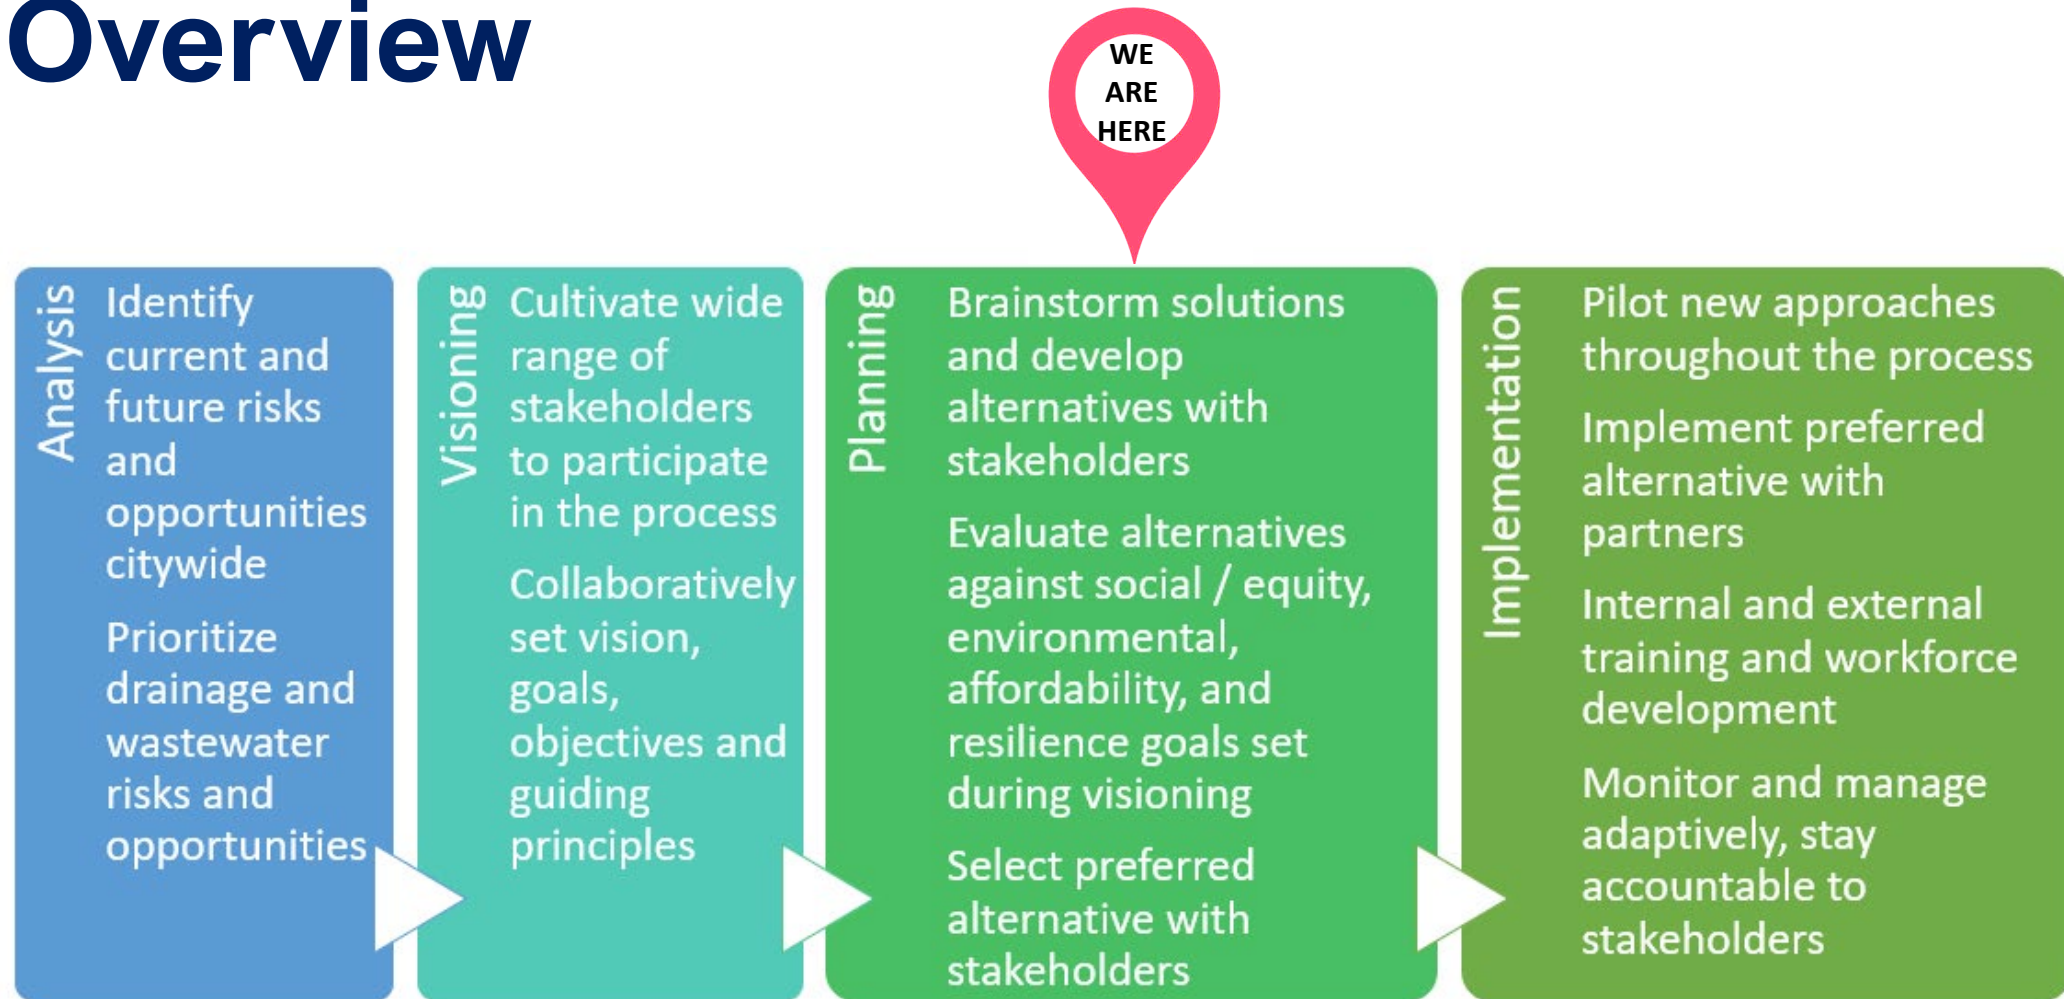 Overview
WE
ARE
HERE
Analysis
Identify
current and
future risks
and
opportunities
citywide
Prioritize
drainage and
wastewater
risks and
opportunities
Visioning
Cultivate wide
range of
stakeholders
to participate
in the process
Collaboratively
set vision,
goals,
objectives and
guiding
principles
Planning
Brainstorm solutions
and develop
alternatives with
stakeholders
Evaluate alternatives
against social / equity,
environmental,
affordability, and
resilience goals set
during visioning
Select preferred
alternative with
stakeholders
Implementation
Pilot new approaches
throughout the process
Implement preferred
alternative with
partners
Internal and external
training and workforce
development
Monitor and manage
adaptively, stay
accountable to
stakeholders